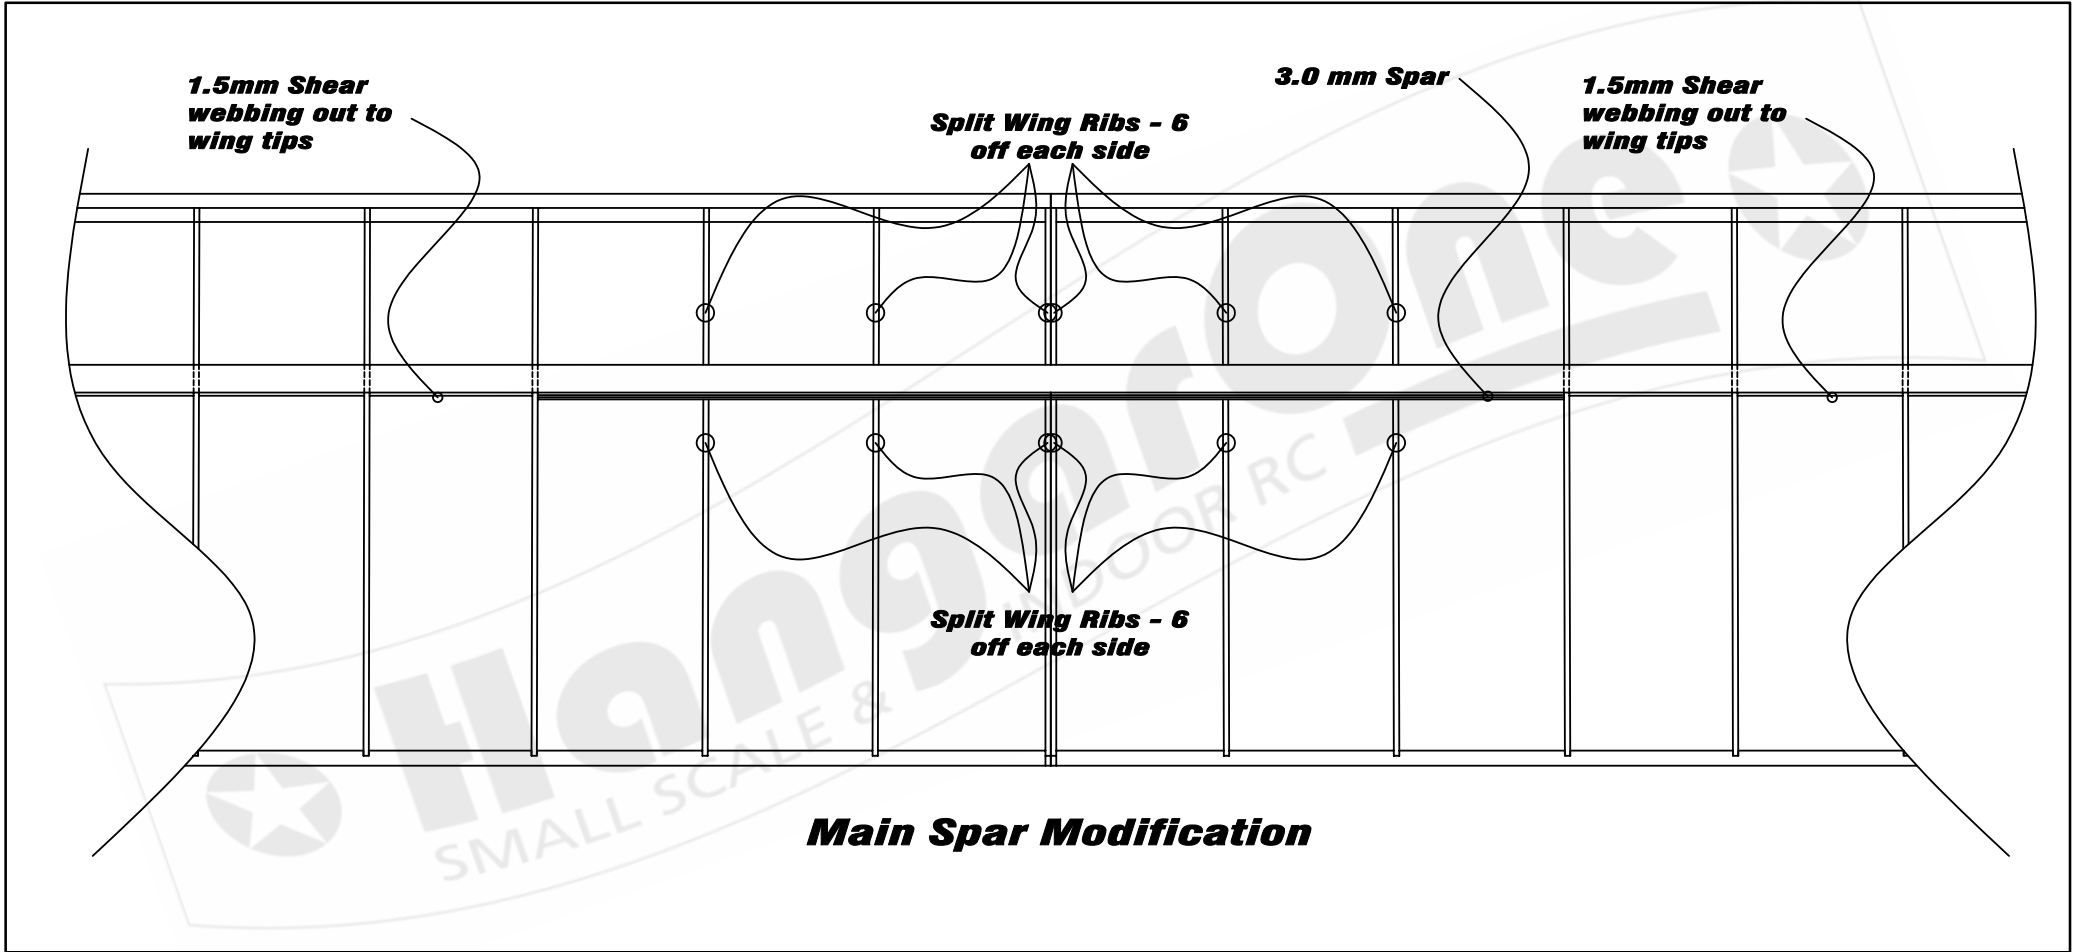 1.5mm Shear
webbing out to
wing tips
Split Wing Ribs - 6
off each side
3.0 mm Spar
1.5mm Shear
webbing out to
wing tips
Split Wing Ribs - 6
off each side
Main Spar Modification
HangarOne
SMALL SCALE & INDOOR RC